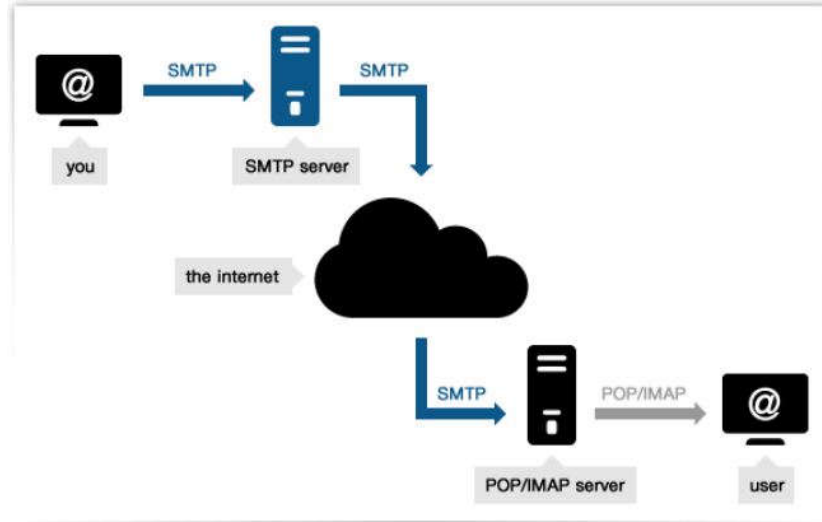 SMTP
SMTP
@
you
SMTP server
the internet
SMTP
POP/IMAP
@
POP/IMAP server
user